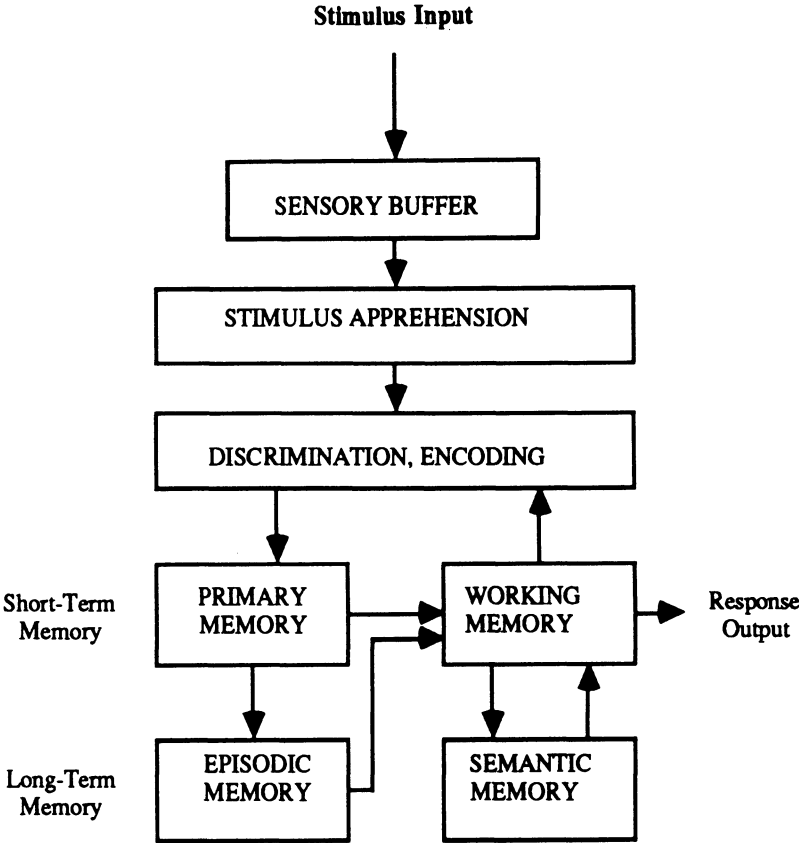 Stimulus Input
SENSORY BUFFER
STIMULUS APPREHENSION
DISCRIMINATION, ENCODING
Short-Term
Memory
PRIMARY
MEMORY
WORKING
MEMORY
Response
Output
Long-Term
Memory
EPISODIC
MEMORY
SEMANTIC
MEMORY